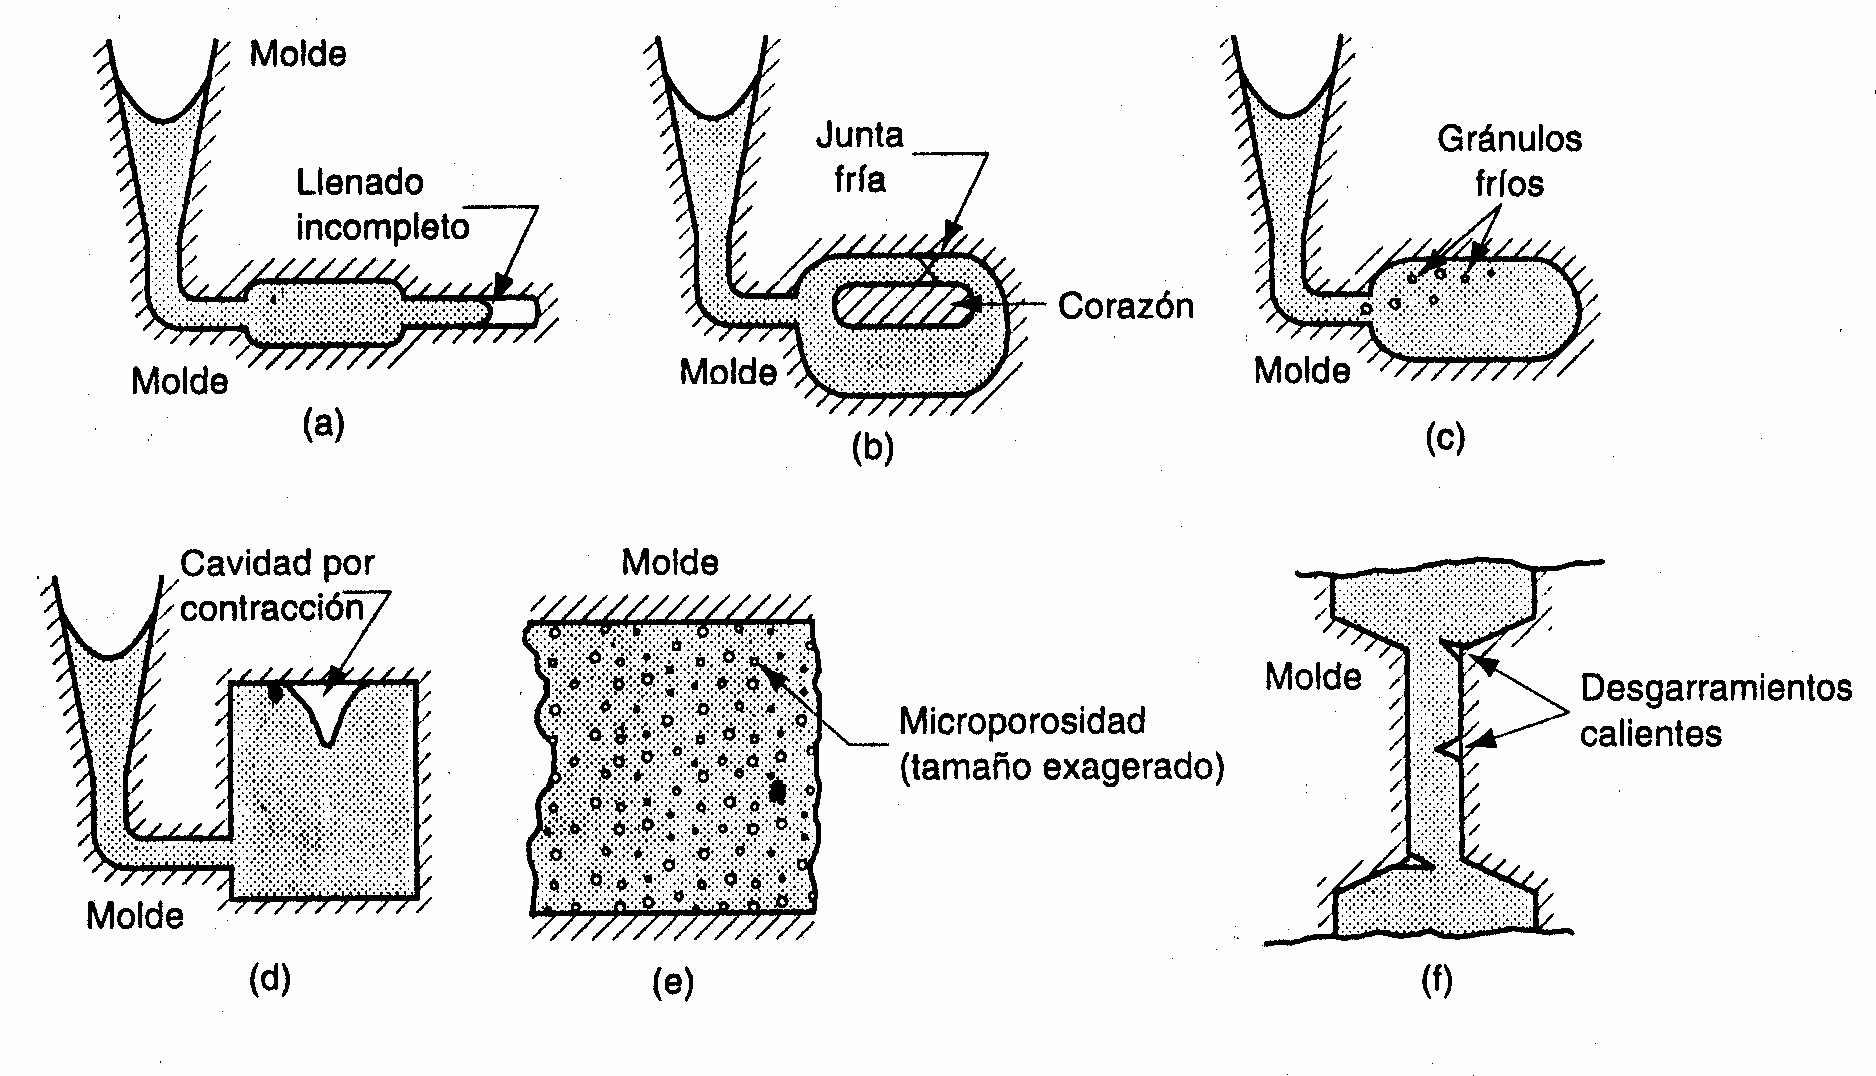 Molde
Llenado
incompleto
Molde
(a)
Junta
fría
Corazón
Molde
(b)
Gránulos
fríos
Molde
(c)
Cavidad por
contracción
Molde
(d)
Molde
Microporosidad
(tamaño exagerado)
(e)
Molde
Desgarramientos
calientes
(f)